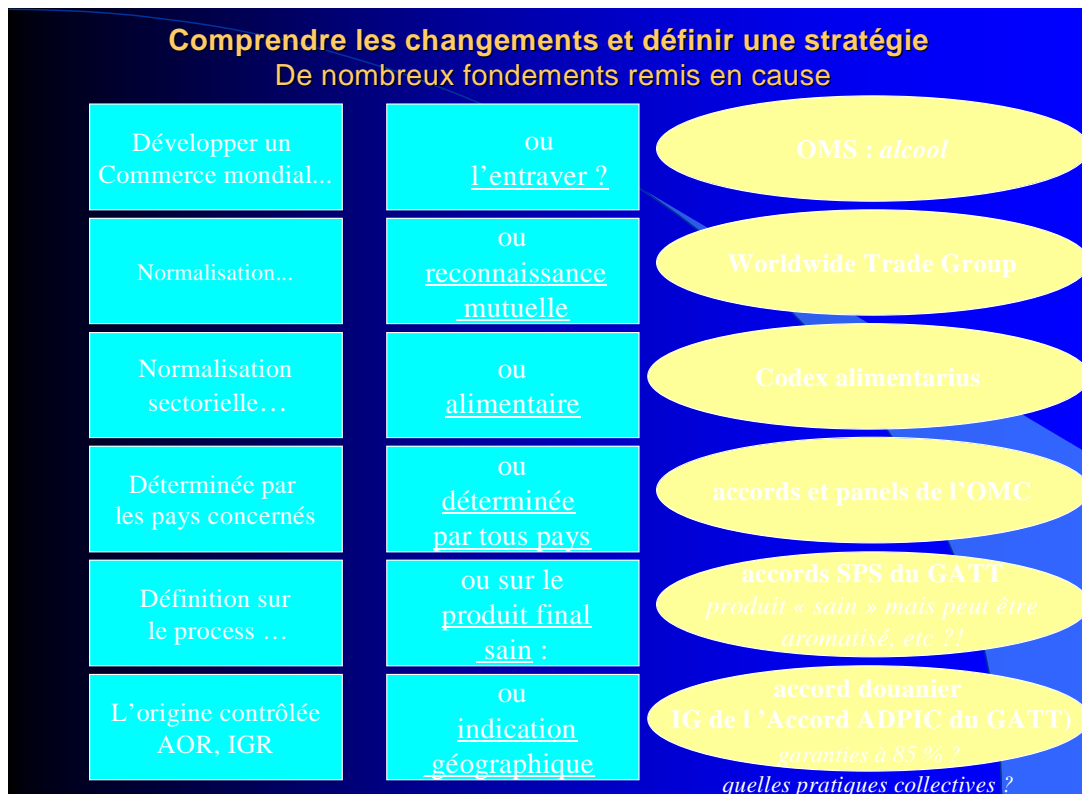 Comprendre les changements et définir une stratégie
De nombreux fondements remis en cause
Développer un
Commerce mondial...
ou
l'entraver ?
OMS : alcool
Normalisation...
ou
reconnaissance
mutuelle
Worldwide Trade Group
Normalisation
sectorielle…
ou
alimentaire
Codex alimentarius
Déterminée par
les pays concernés
ou
déterminée
par tous pays
accords et panels de l'OMC
Définition sur
le process …
ou sur le
produit final
sain :
accords SPS du GATT
produit « sain » mais peut être
aromatisé, etc ?!
L'origine contrôlée
AOR, IGR
ou
indication
géographique
accord douanier
IG de l 'Accord ADPIC du GATT)
garanties à 85 % ?
quelles pratiques collectives ?